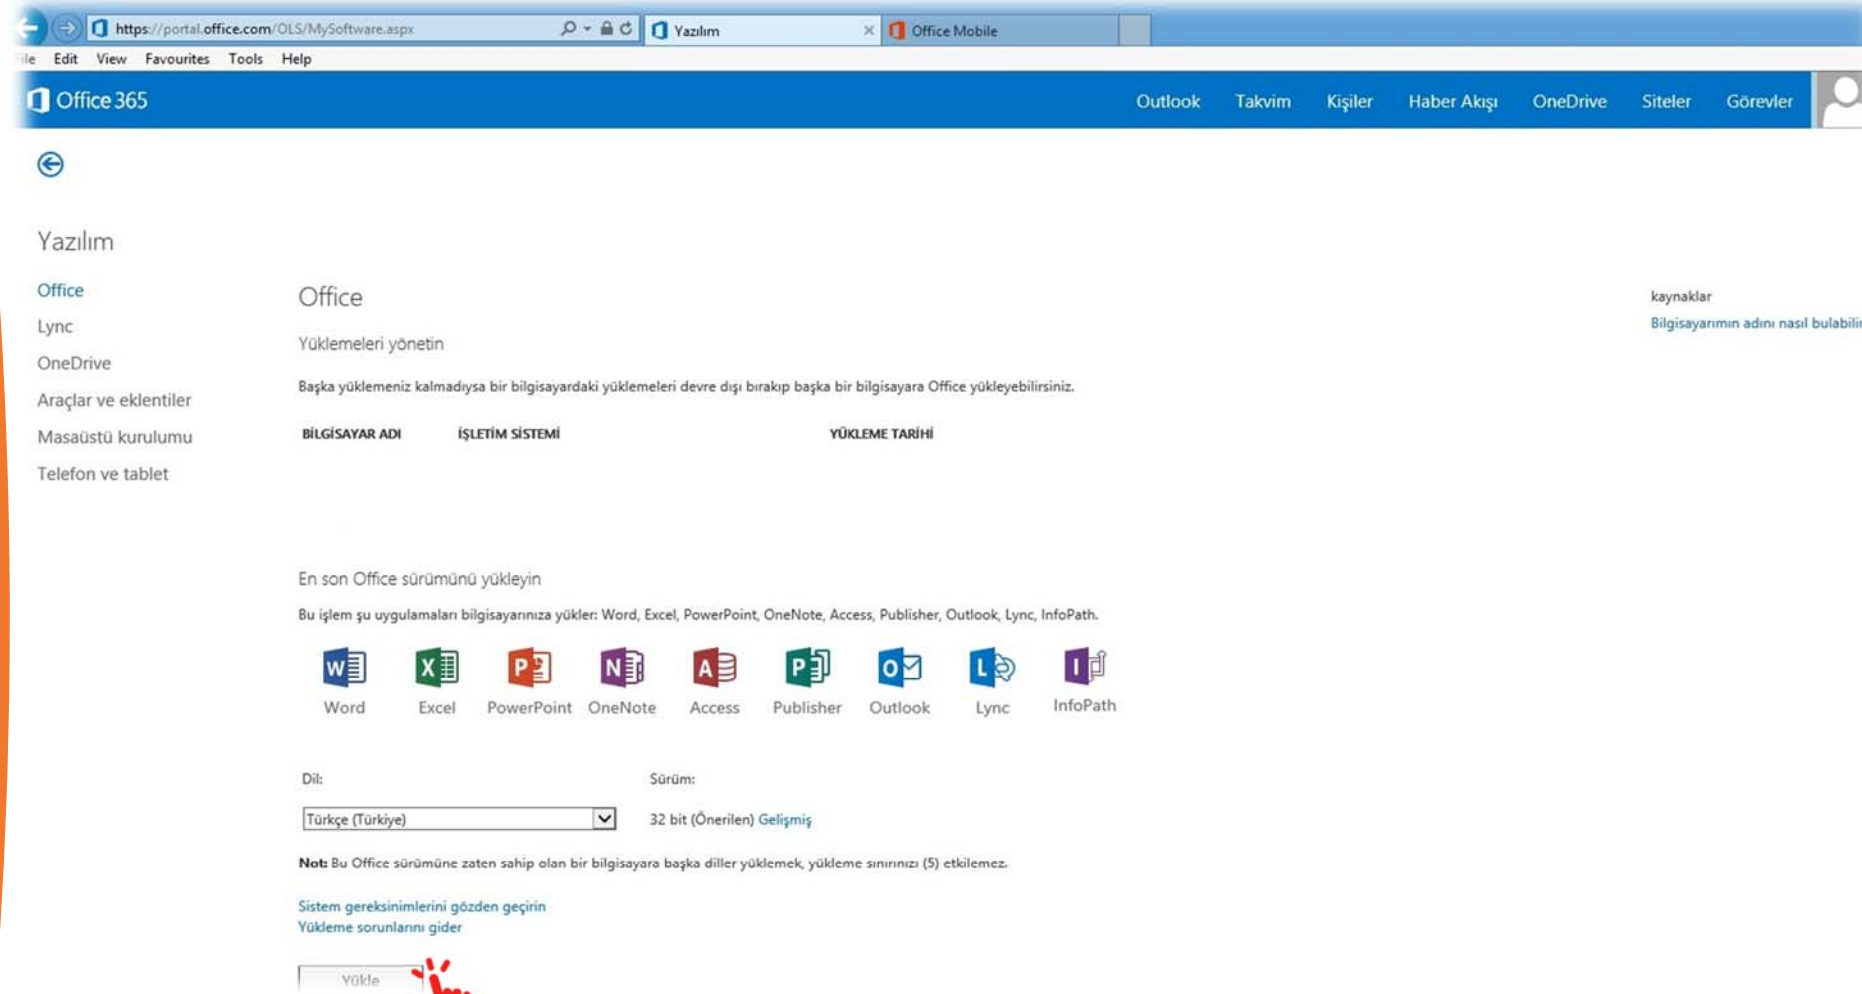 https://portal.office.com/OLS/MySoftware.aspx
Yazılım
Office Mobile
File Edit View Favourites Tools Help
Office 365
Outlook Takvim Kişiler Haber Akışı OneDrive Siteler Görevler
Yazılım
Office
Lync
OneDrive
Araçlar ve eklentiler
Masaüstü kurulumu
Telefon ve tablet
Office
Yüklemeleri yönetin
Başka yüklemeniz kalmadıysa bir bilgisayardaki yüklemeleri devre dışı bırakıp başka bir bilgisayara Office yükleyebilirsiniz.
BİLGİSAYAR ADI İŞLETİM SİSTEMİ YÜKLEME TARİHİ
En son Office sürümünü yükleyin
Bu işlem şu uygulamaları bilgisayarınıza yükler: Word, Excel, PowerPoint, OneNote, Access, Publisher, Outlook, Lync, InfoPath.
Word Excel PowerPoint OneNote Access Publisher Outlook Lync InfoPath
Dil: Sürüm:
Türkçe (Türkiye) 32 bit (Önerilen) Gelişmiş
Not: Bu Office sürümüne zaten sahip olan bir bilgisayara başka diller yüklemek, yükleme sınırınızı (5) etkilemez.
Sistem gereksinimlerini gözden geçirin
Yükleme sorunlarını gider
Yükle
kaynaklar
Bilgisayarımın adını nasıl bulabilir